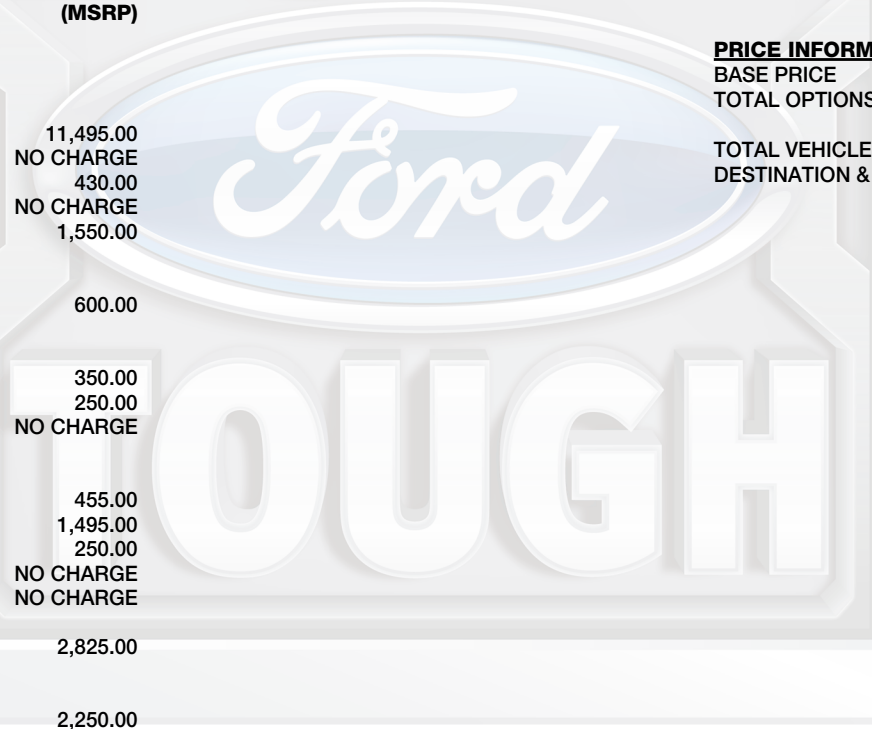 (MSRP)
11,495.00
NO CHARGE
430.00
NO CHARGE
1,550.00
600.00
350.00
250.00
NO CHARGE
455.00
1,495.00
250.00
NO CHARGE
NO CHARGE
2,825.00
2,250.00
PRICE INFORM
BASE PRICE
TOTAL OPTIONS
TOTAL VEHICLE
DESTINATION &
Ford
TOUGH